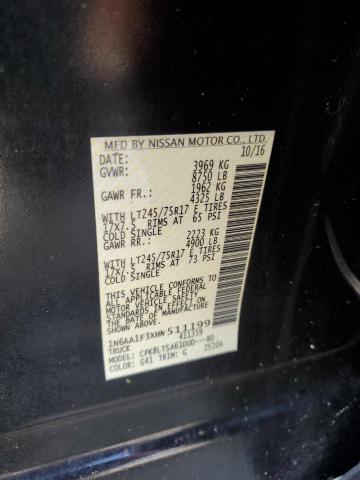 MFD BY NISSAN MOTOR CO., LTD.
DATE: 10/16
GVWR: 3969 KG
8750 LB
GAWR FR.: 1962 KG
4325 LB
WITH LT245/75R17 E TIRES
17X7.5 RIMS AT 65 PSI
COLD SINGLE
GAWR RR.: 2223 KG
4900 LB
WITH LT245/75R17 E TIRES
17X7.5 RIMS AT 73 PSI
COLD SINGLE
THIS VEHICLE CONFORMS TO
ALL APPLICABLE FEDERAL
MOTOR VEHICLE SAFETY
STANDARDS IN EFFECT ON
THE DATE OF MANUFACTURE
1N6AA1F3XHN511199
TRUCK 411359
MODEL: CPK8LTSA610UD---BD
COLOR: G41 TRIM: G 2510A